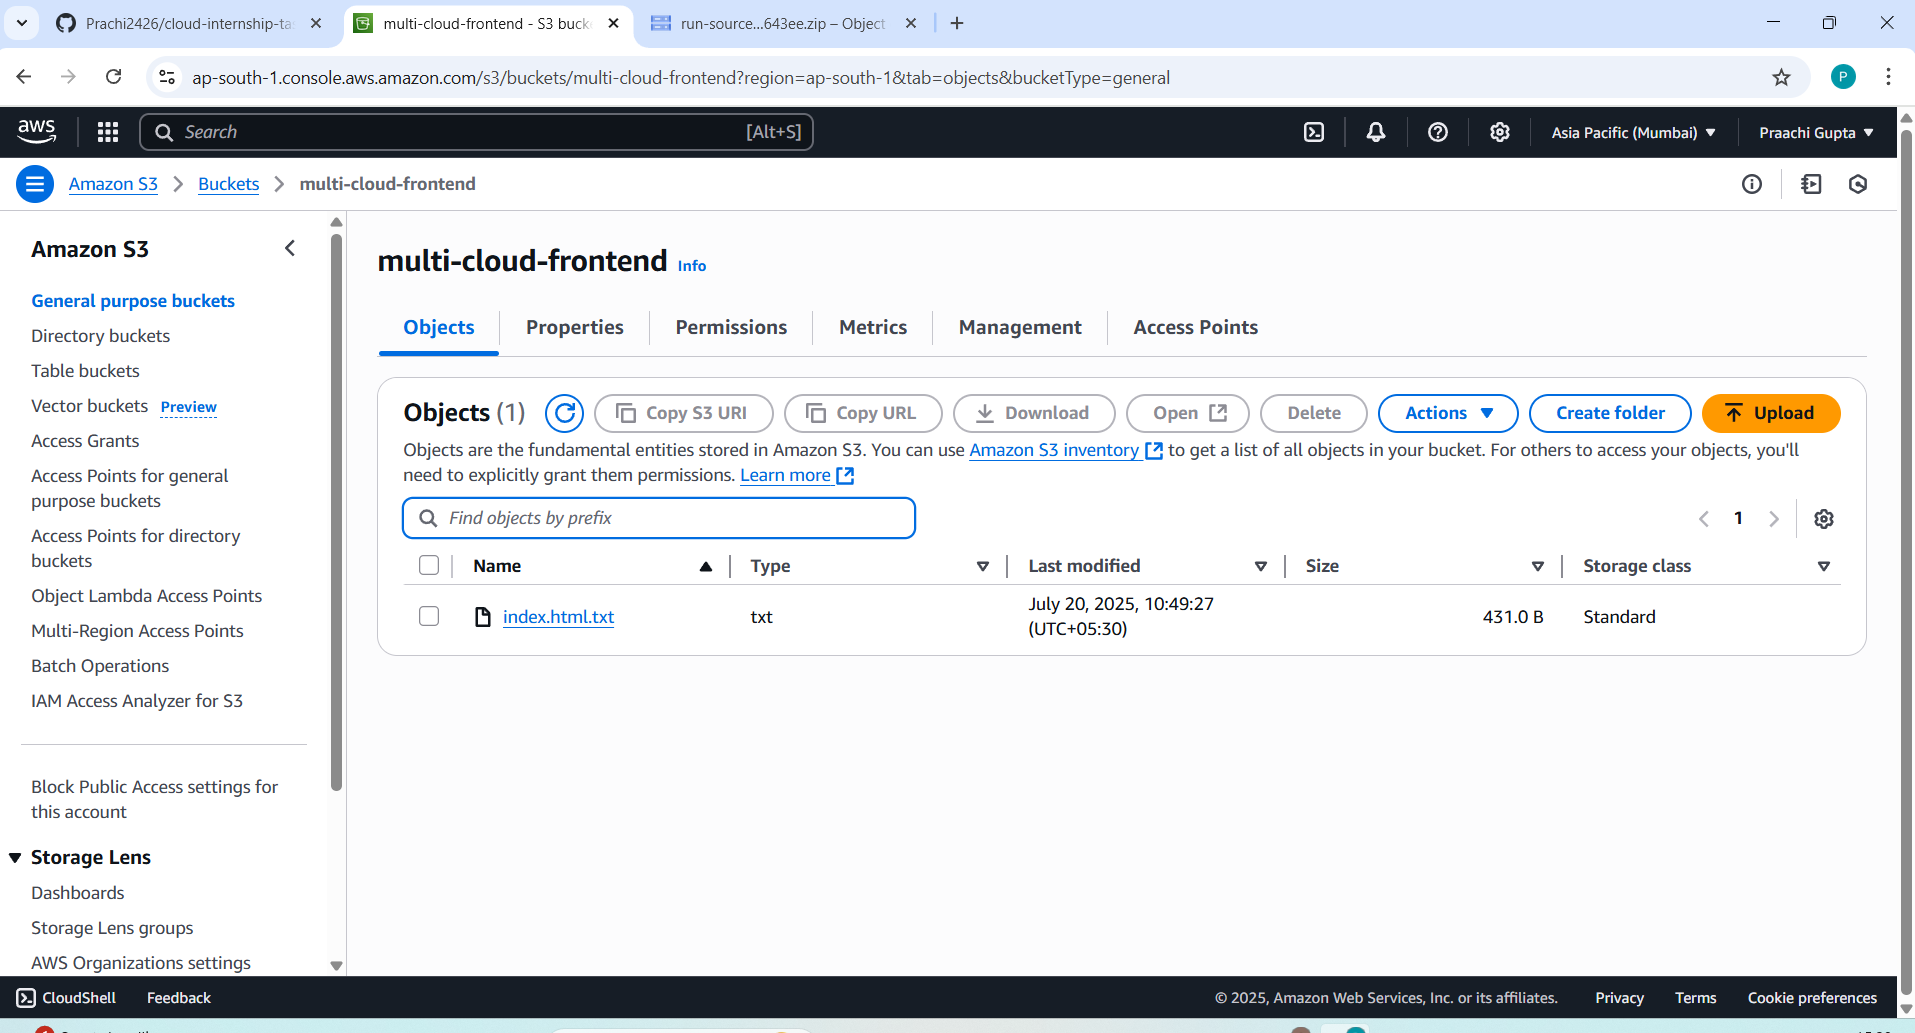 Prachi2426/cloud-internship-ta
multi-cloud-frontend - S3 buck
run-source...643ee.zip – Object
ap-south-1.console.aws.amazon.com/s3/buckets/multi-cloud-frontend?region=ap-south-1&tab=objects&bucketType=general
P
aws
Search
[Alt+S]
Asia Pacific (Mumbai)
Praachi Gupta
Amazon S3
Buckets
multi-cloud-frontend
Amazon S3
General purpose buckets
Directory buckets
Table buckets
Vector buckets Preview
Access Grants
Access Points for general
purpose buckets
Access Points for directory
buckets
Object Lambda Access Points
Multi-Region Access Points
Batch Operations
IAM Access Analyzer for S3
Block Public Access settings for
this account
Storage Lens
Dashboards
Storage Lens groups
AWS Organizations settings
multi-cloud-frontend Info
Objects
Properties
Permissions
Metrics
Management
Access Points
Objects (1)
Copy S3 URI
Copy URL
Download
Open
Delete
Actions
Create folder
Upload
Objects are the fundamental entities stored in Amazon S3. You can use Amazon S3 inventory to get a list of all objects in your bucket. For others to access your objects, you'll
need to explicitly grant them permissions. Learn more
Find objects by prefix
1
Name
Type
Last modified
Size
Storage class
index.html.txt
txt
July 20, 2025, 10:49:27
(UTC+05:30)
431.0 B
Standard
CloudShell
Feedback
© 2025, Amazon Web Services, Inc. or its affiliates.
Privacy
Terms
Cookie preferences